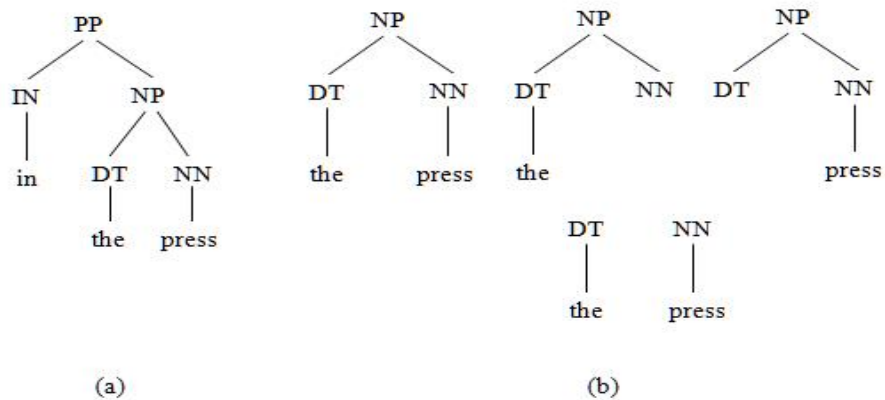 PP
IN NP
in DT NN
the press
NP NP NP
DT NN DT NN DT NN
the press the press
DT NN
the press
(a) (b)